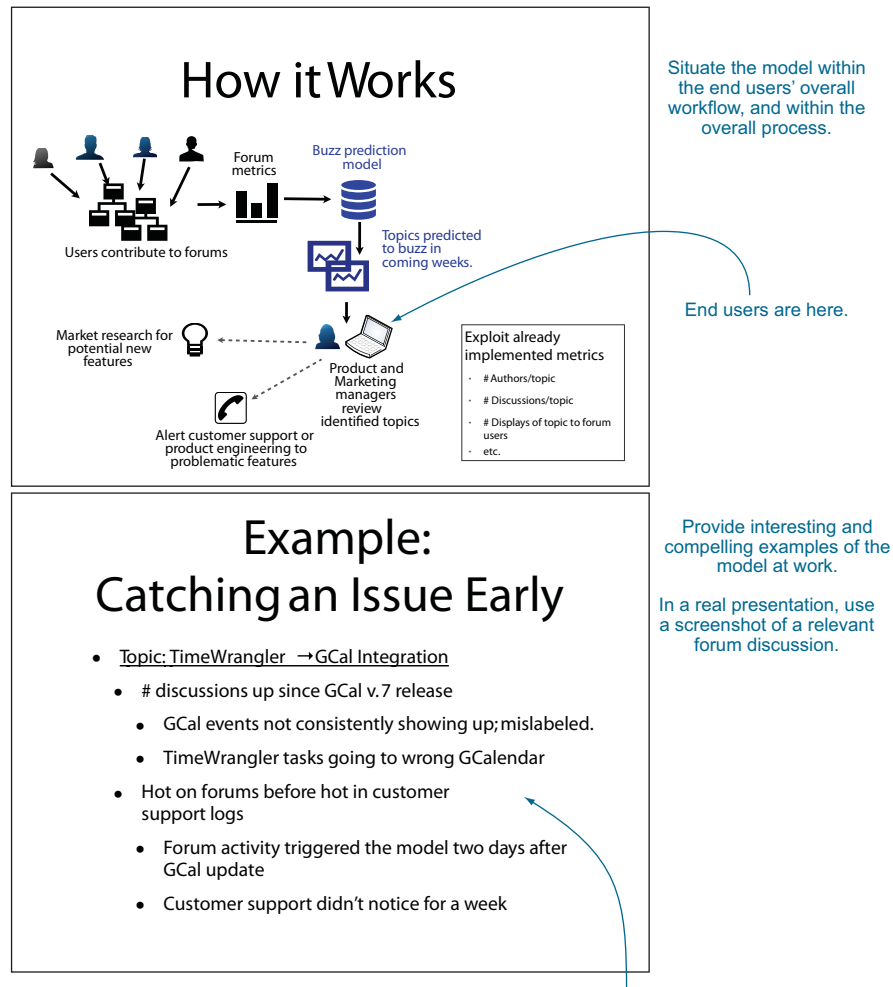 How it Works
Situate the model within
the end users' overall
workflow, and within the
overall process.
Forum
metrics
Buzz prediction
model
Users contribute to forums
Topics predicted
to buzz in
coming weeks.
End users are here.
Market research for
potential new
features
Product and
Marketing
managers
review
identified topics
Alert customer support or
product engineering to
problematic features
Exploit already
implemented metrics
· # Authors/topic
· # Discussions/topic
· # Displays of topic to forum
users
· etc.
Example:
Catching an Issue Early
Provide interesting and
compelling examples of the
model at work.
In a real presentation, use
a screenshot of a relevant
forum discussion.
• Topic: TimeWrangler → GCal Integration
• # discussions up since GCal v.7 release
• GCal events not consistently showing up; mislabeled.
• TimeWrangler tasks going to wrong GCalendar
• Hot on forums before hot in customer
support logs
• Forum activity triggered the model two days after
GCal update
• Customer support didn't notice for a week